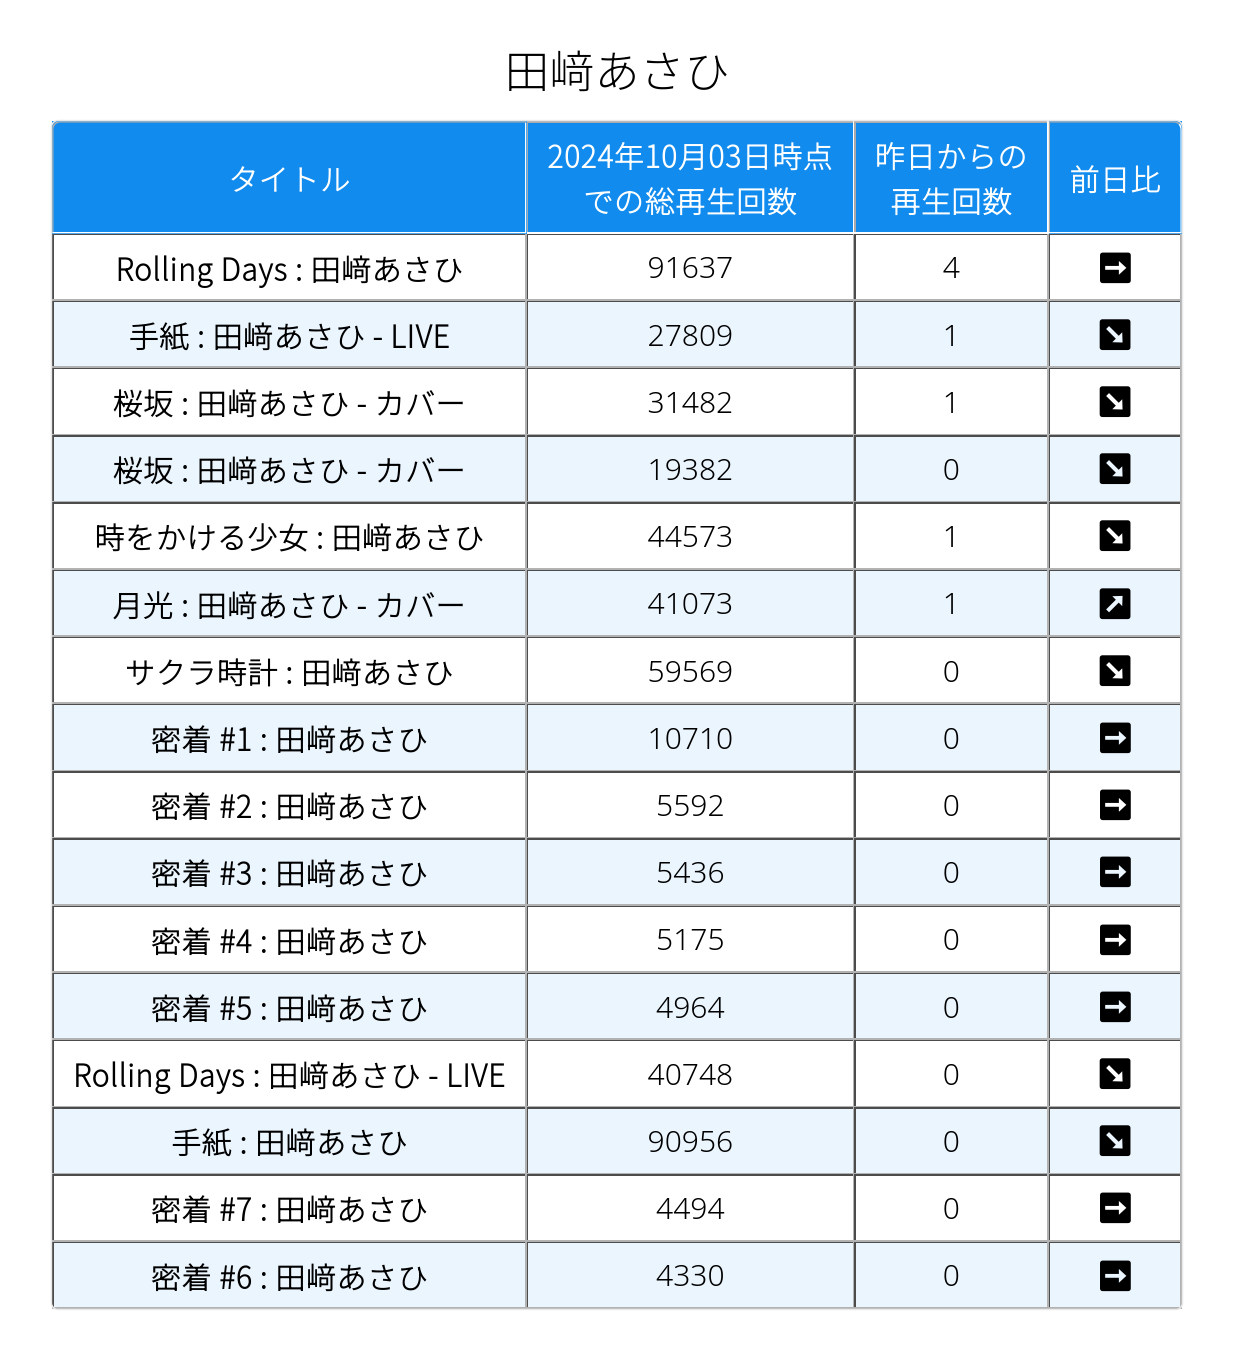 田﨑あさひ
タイトル 2024年10月03日時点での総再生回数 昨日からの再生回数 前日比
Rolling Days : 田﨑あさひ 91637 4 ➡
手紙 : 田﨑あさひ - LIVE 27809 1 ↘
桜坂 : 田﨑あさひ - カバー 31482 1 ↘
桜坂 : 田﨑あさひ - カバー 19382 0 ↘
時をかける少女 : 田﨑あさひ 44573 1 ↘
月光 : 田﨑あさひ - カバー 41073 1 ↗
サクラ時計 : 田﨑あさひ 59569 0 ↘
密着 #1 : 田﨑あさひ 10710 0 ➡
密着 #2 : 田﨑あさひ 5592 0 ➡
密着 #3 : 田﨑あさひ 5436 0 ➡
密着 #4 : 田﨑あさひ 5175 0 ➡
密着 #5 : 田﨑あさひ 4964 0 ➡
Rolling Days : 田﨑あさひ - LIVE 40748 0 ↘
手紙 : 田﨑あさひ 90956 0 ↘
密着 #7 : 田﨑あさひ 4494 0 ➡
密着 #6 : 田﨑あさひ 4330 0 ➡